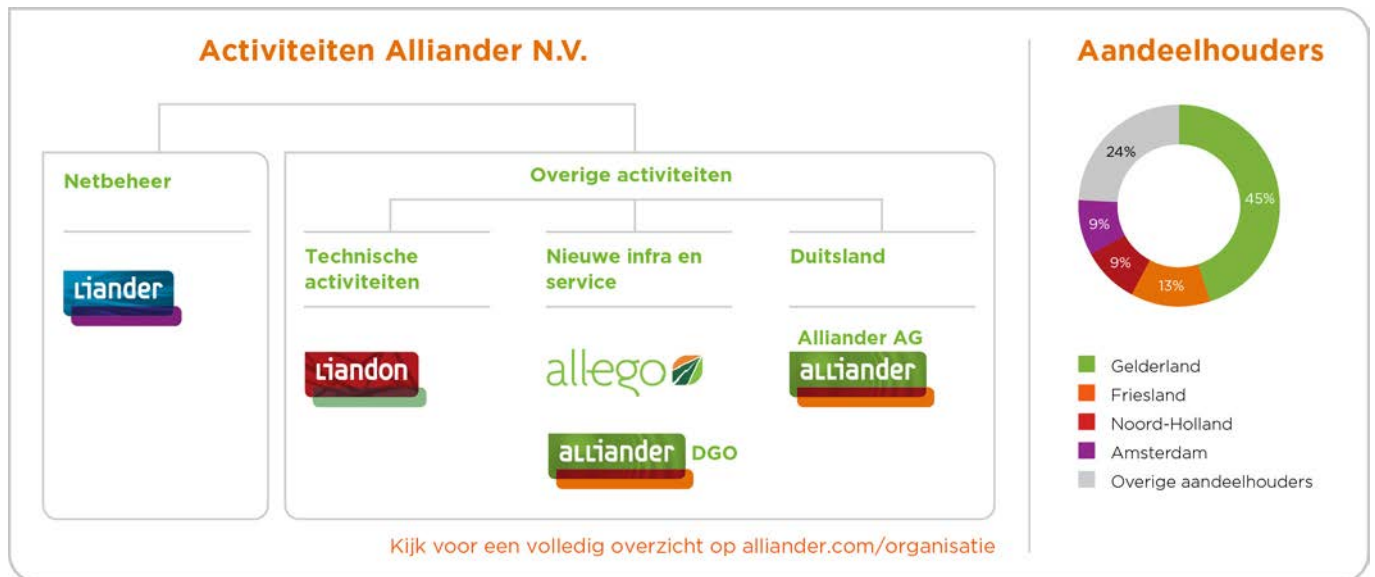 Activiteiten Alliander N.V.
Netbeheer
Liander
Overige activiteiten
Technische
activiteiten
Liandon
Nieuwe infra en
service
allego
alliander DGO
Duitsland
Alliander AG
alliander
Kijk voor een volledig overzicht op alliander.com/organisatie
Aandeelhouders
24%
45%
9%
9%
13%
Gelderland
Friesland
Noord-Holland
Amsterdam
Overige aandeelhouders